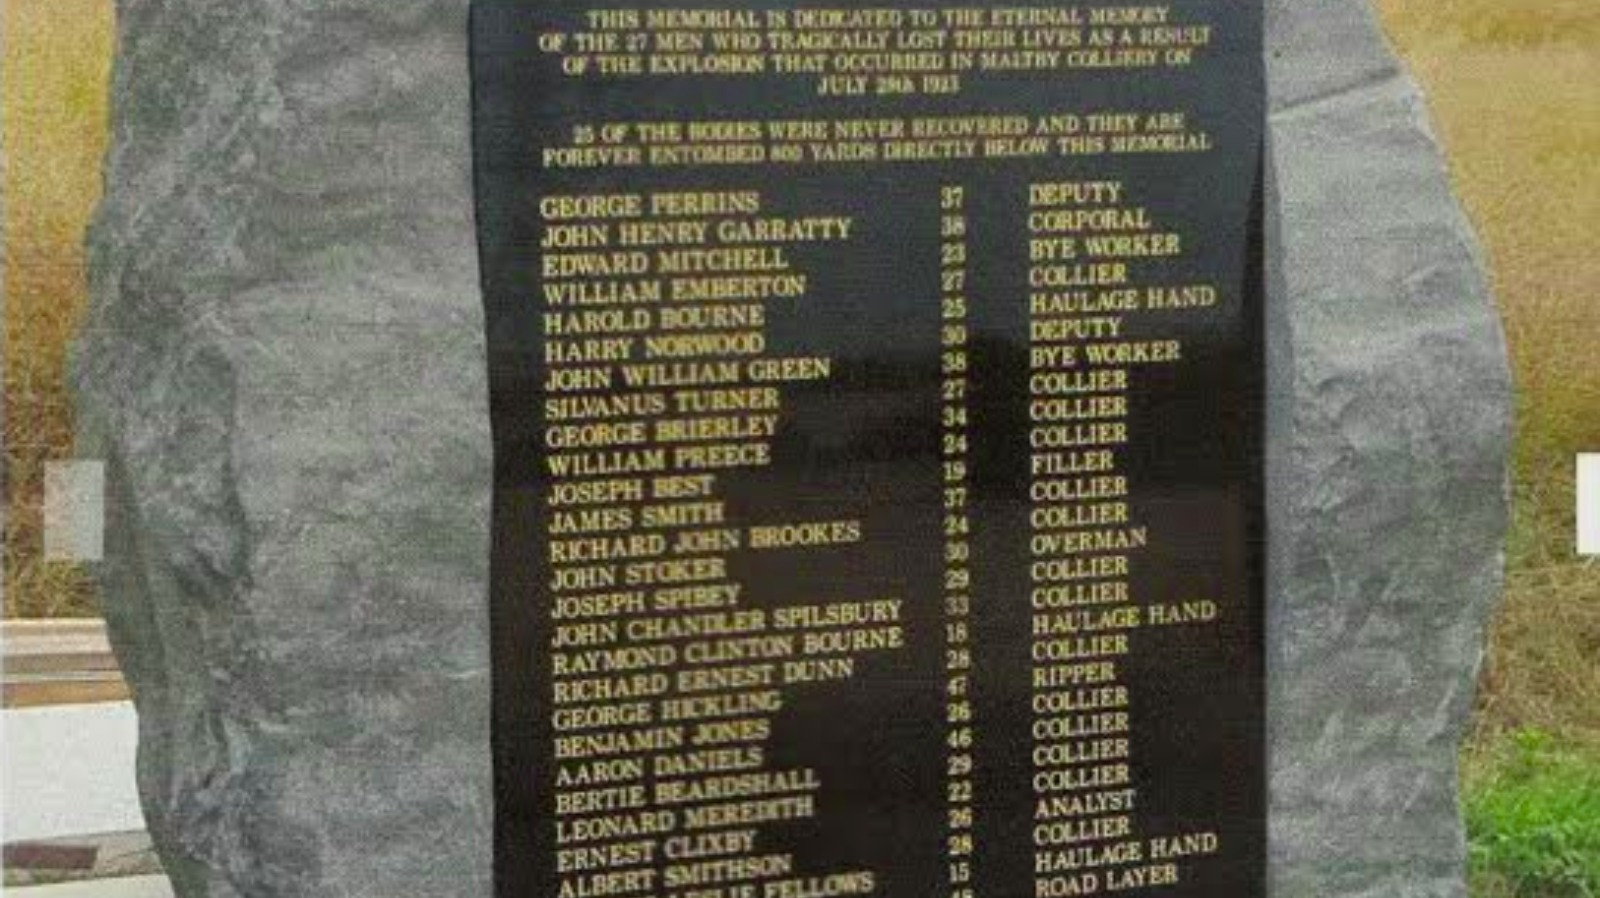 THIS MEMORIAL IS DEDICATED TO THE ETERNAL MEMORY
OF THE 27 MEN WHO TRAGICALLY LOST THEIR LIVES AS A RESULT
OF THE EXPLOSION THAT OCCURRED IN MALTBY COLLIERY ON
JULY 28th 1923
25 OF THE BODIES WERE NEVER RECOVERED AND THEY ARE
FOREVER ENTOMBED 800 YARDS DIRECTLY BELOW THIS MEMORIAL
GEORGE PERRINS 37 DEPUTY
JOHN HENRY GARRATTY 38 CORPORAL
EDWARD MITCHELL 23 BYE WORKER
WILLIAM EMBERTON 27 COLLIER
HAROLD BOURNE 25 HAULAGE HAND
HARRY NORWOOD 30 DEPUTY
JOHN WILLIAM GREEN 38 BYE WORKER
SILVANUS TURNER 27 COLLIER
GEORGE BRIERLEY 34 COLLIER
WILLIAM PREECE 24 COLLIER
JOSEPH BEST 19 FILLER
JAMES SMITH 37 COLLIER
RICHARD JOHN BROOKES 24 COLLIER
JOHN STOKER 30 OVERMAN
JOSEPH SPIBEY 29 COLLIER
JOHN CHANDLER SPILSBURY 33 COLLIER
RAYMOND CLINTON BOURNE 18 HAULAGE HAND
RICHARD ERNEST DUNN 28 COLLIER
GEORGE HICKLING 47 RIPPER
BENJAMIN JONES 26 COLLIER
AARON DANIELS 46 COLLIER
BERTIE BEARDSHALL 29 COLLIER
LEONARD MEREDITH 22 COLLIER
ERNEST CLIXBY 26 ANALYST
ALBERT SMITHSON 28 COLLIER
LESLIE FELLOWS 15 HAULAGE HAND
ROAD LAYER